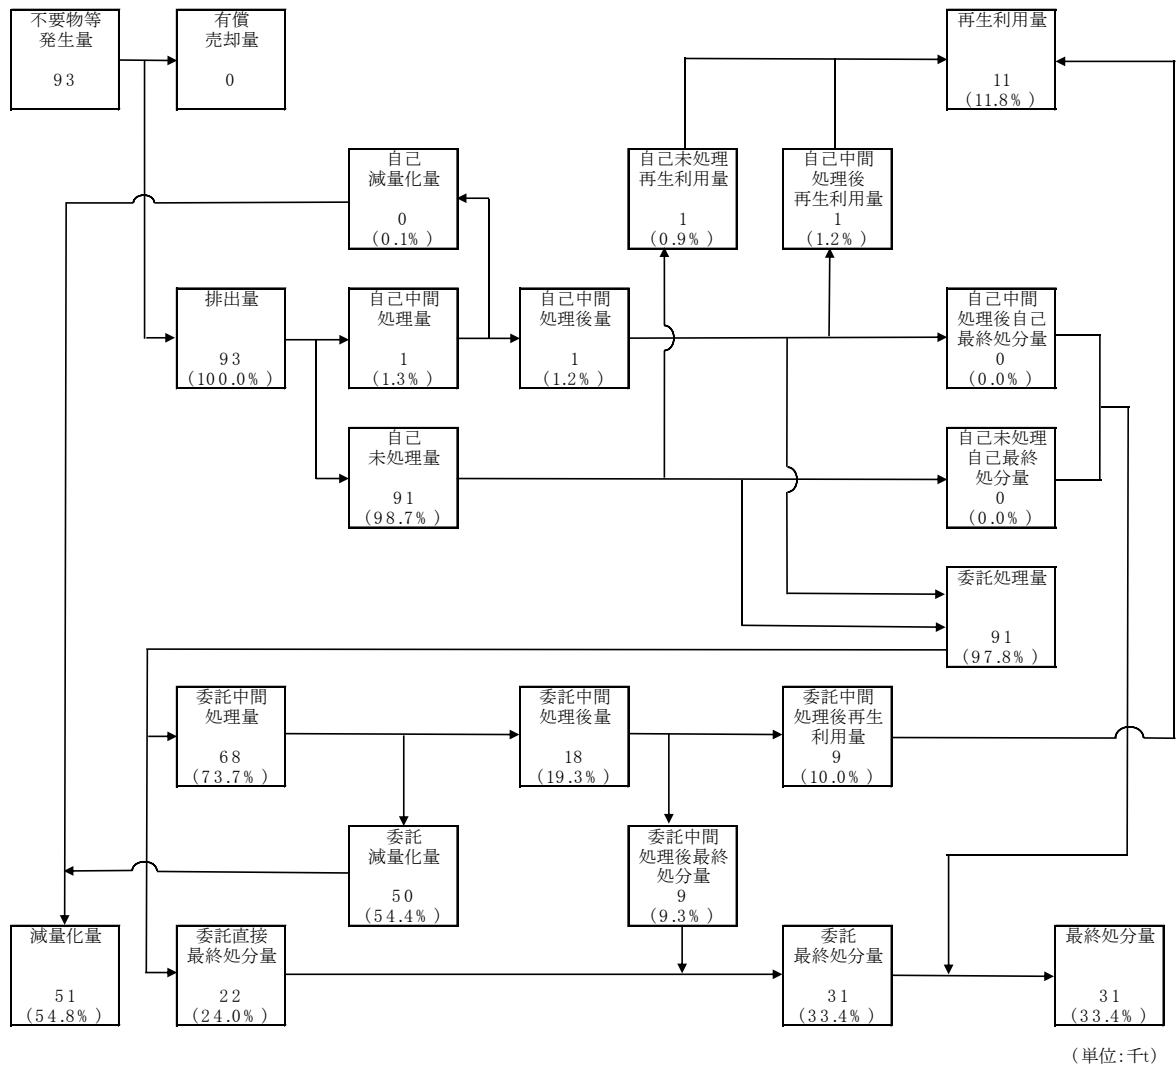 不要物等
発生量
93
有償
売却量
0
再生利用量
11
(11.8%)
自己
減量化量
0
(0.1%)
自己未処理
再生利用量
1
(0.9%)
自己中間
処理後
再生利用量
1
(1.2%)
排出量
93
(100.0%)
自己中間
処理量
1
(1.3%)
自己中間
処理後量
1
(1.2%)
自己中間
処理後自己
最終処分量
0
(0.0%)
自己
未処理量
91
(98.7%)
自己未処理
自己最終
処分量
0
(0.0%)
委託処理量
91
(97.8%)
委託中間
処理量
68
(73.7%)
委託中間
処理後量
18
(19.3%)
委託中間
処理後再生
利用量
9
(10.0%)
委託
減量化量
50
(54.4%)
委託中間
処理後最終
処分量
9
(9.3%)
減量化量
51
(54.8%)
委託直接
最終処分量
22
(24.0%)
委託
最終処分量
31
(33.4%)
最終処分量
31
(33.4%)
(単位:千t)